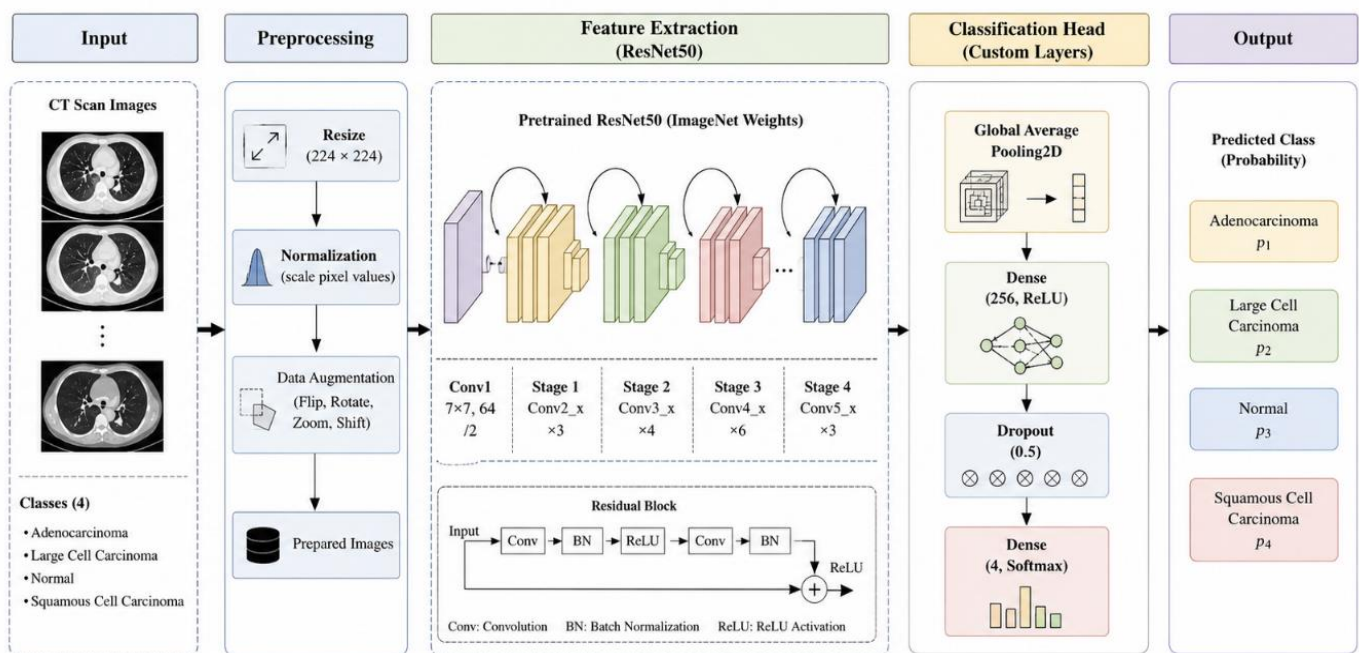 Input
CT Scan Images
Classes (4)
• Adenocarcinoma
• Large Cell Carcinoma
• Normal
• Squamous Cell Carcinoma
Preprocessing
Resize
(224 × 224)
Normalization
(scale pixel values)
Data Augmentation
(Flip, Rotate,
Zoom, Shift)
Prepared Images
Feature Extraction
(ResNet50)
Pretrained ResNet50 (ImageNet Weights)
...
Conv1
7×7, 64
/2
Stage 1
Conv2_x
×3
Stage 2
Conv3_x
×4
Stage 3
Conv4_x
×6
Stage 4
Conv5_x
×3
Residual Block
Input
Conv
BN
ReLU
Conv
BN
+
ReLU
Conv: Convolution BN: Batch Normalization ReLU: ReLU Activation
Classification Head
(Custom Layers)
Global Average
Pooling2D
Dense
(256, ReLU)
Dropout
(0.5)
Dense
(4, Softmax)
Output
Predicted Class
(Probability)
Adenocarcinoma
p1
Large Cell
Carcinoma
p2
Normal
p3
Squamous Cell
Carcinoma
p4